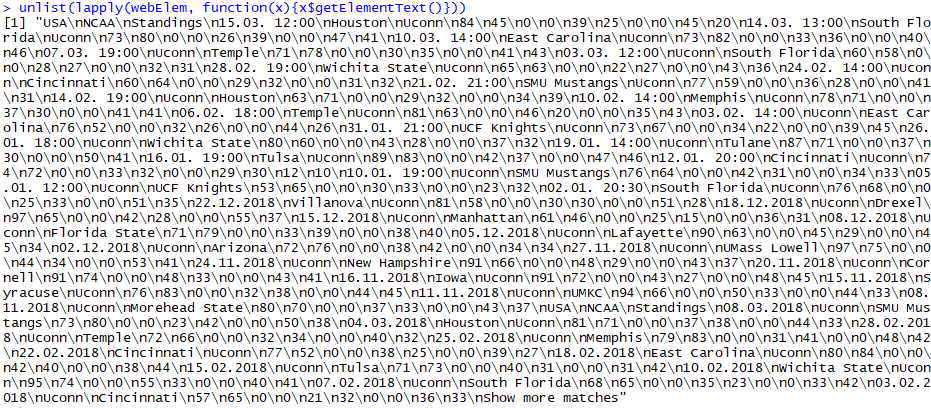 > unlist(lapply(webElem, function(x){x$getElementText()}))
[1] "USA\nNCAA\nStandings\n15.03. 12:00\nHouston\nUconn\n84\n45\n0\n0\n39\n25\n0\n0\n45\n20\n14.03. 13:00\nSouth Flo
rida\nUconn\n73\n80\n0\n0\n26\n39\n0\n0\n47\n41\n10.03. 14:00\nEast Carolina\nUconn\n73\n82\n0\n0\n33\n36\n0\n0\n40
\n46\n07.03. 19:00\nUconn\nTemple\n71\n78\n0\n0\n30\n35\n0\n0\n41\n43\n03.03. 12:00\nUconn\nSouth Florida\n60\n58\n0\n
0\n28\n27\n0\n0\n32\n31\n28.02. 19:00\nWichita State\nUconn\n65\n63\n0\n0\n22\n27\n0\n0\n43\n36\n24.02. 14:00\nUcon
n\nCincinnati\n60\n64\n0\n0\n29\n32\n0\n0\n31\n32\n21.02. 21:00\nSMU Mustangs\nUconn\n77\n59\n0\n0\n36\n28\n0\n0\n41
\n31\n14.02. 19:00\nUconn\nHouston\n63\n71\n0\n0\n29\n32\n0\n0\n34\n39\n10.02. 14:00\nMemphis\nUconn\n78\n71\n0\n0\n
37\n30\n0\n0\n41\n41\n06.02. 18:00\nTemple\nUconn\n81\n63\n0\n0\n46\n20\n0\n0\n35\n43\n03.02. 14:00\nUconn\nEast Car
olina\n76\n52\n0\n0\n32\n26\n0\n0\n44\n26\n31.01. 21:00\nUCF Knights\nUconn\n73\n67\n0\n0\n34\n22\n0\n0\n39\n45\n26.
01. 18:00\nUconn\nWichita State\n80\n60\n0\n0\n43\n28\n0\n0\n37\n32\n19.01. 14:00\nUconn\nTulane\n87\n71\n0\n0\n37\n
30\n0\n0\n50\n41\n16.01. 19:00\nTulsa\nUconn\n89\n83\n0\n0\n42\n37\n0\n0\n47\n46\n12.01. 20:00\nCincinnati\nUconn\n7
4\n72\n0\n0\n33\n32\n0\n0\n29\n30\n12\n10\n10.01. 19:00\nUconn\nSMU Mustangs\n76\n64\n0\n0\n42\n31\n0\n0\n34\n33\n05
.01. 12:00\nUconn\nUCF Knights\n53\n65\n0\n0\n30\n33\n0\n0\n23\n32\n02.01. 20:30\nSouth Florida\nUconn\n76\n68\n0\n0
\n25\n33\n0\n0\n51\n35\n22.12.2018\nVillanova\nUconn\n81\n58\n0\n0\n30\n30\n0\n0\n51\n28\n18.12.2018\nUconn\nDrexel\
n97\n65\n0\n0\n42\n28\n0\n0\n55\n37\n15.12.2018\nUconn\nManhattan\n61\n46\n0\n0\n25\n15\n0\n0\n36\n31\n08.12.2018\nU
conn\nFlorida State\n71\n79\n0\n0\n33\n39\n0\n0\n38\n40\n05.12.2018\nUconn\nLafayette\n90\n63\n0\n0\n45\n29\n0\n0\n4
5\n34\n02.12.2018\nUconn\nArizona\n72\n76\n0\n0\n38\n42\n0\n0\n34\n34\n27.11.2018\nUconn\nUMass Lowell\n97\n75\n0\n0
\n44\n34\n0\n0\n53\n41\n24.11.2018\nUconn\nNew Hampshire\n91\n66\n0\n0\n48\n29\n0\n0\n43\n37\n20.11.2018\nUconn\nCor
nell\n91\n74\n0\n0\n48\n33\n0\n0\n43\n41\n16.11.2018\nIowa\nUconn\n91\n72\n0\n0\n43\n27\n0\n0\n48\n45\n15.11.2018\nS
yracuse\nUconn\n76\n83\n0\n0\n32\n38\n0\n0\n44\n45\n11.11.2018\nUconn\nUMKC\n94\n66\n0\n0\n50\n33\n0\n0\n44\n33\n08.
11.2018\nUconn\nMorehead State\n80\n70\n0\n0\n37\n33\n0\n0\n43\n37\nUSA\nNCAA\nStandings\n08.03.2018\nUconn\nSMU Mus
tangs\n73\n80\n0\n0\n23\n42\n0\n0\n50\n38\n04.03.2018\nHouston\nUconn\n81\n71\n0\n0\n37\n38\n0\n0\n44\n33\n28.02.201
8\nUconn\nTemple\n72\n66\n0\n0\n32\n34\n0\n0\n40\n32\n25.02.2018\nUconn\nMemphis\n79\n83\n0\n0\n31\n41\n0\n0\n48\n42
\n22.02.2018\nCincinnati\nUconn\n77\n52\n0\n0\n38\n25\n0\n0\n39\n27\n18.02.2018\nEast Carolina\nUconn\n80\n84\n0\n0\
n42\n40\n0\n0\n38\n44\n15.02.2018\nUconn\nTulsa\n71\n73\n0\n0\n40\n31\n0\n0\n31\n42\n10.02.2018\nWichita State\nUcon
n\n95\n74\n0\n0\n55\n33\n0\n0\n40\n41\n07.02.2018\nUconn\nSouth Florida\n68\n65\n0\n0\n35\n23\n0\n0\n33\n42\n03.02.2
018\nUconn\nCincinnati\n57\n65\n0\n0\n21\n32\n0\n0\n36\n33\nShow more matches"